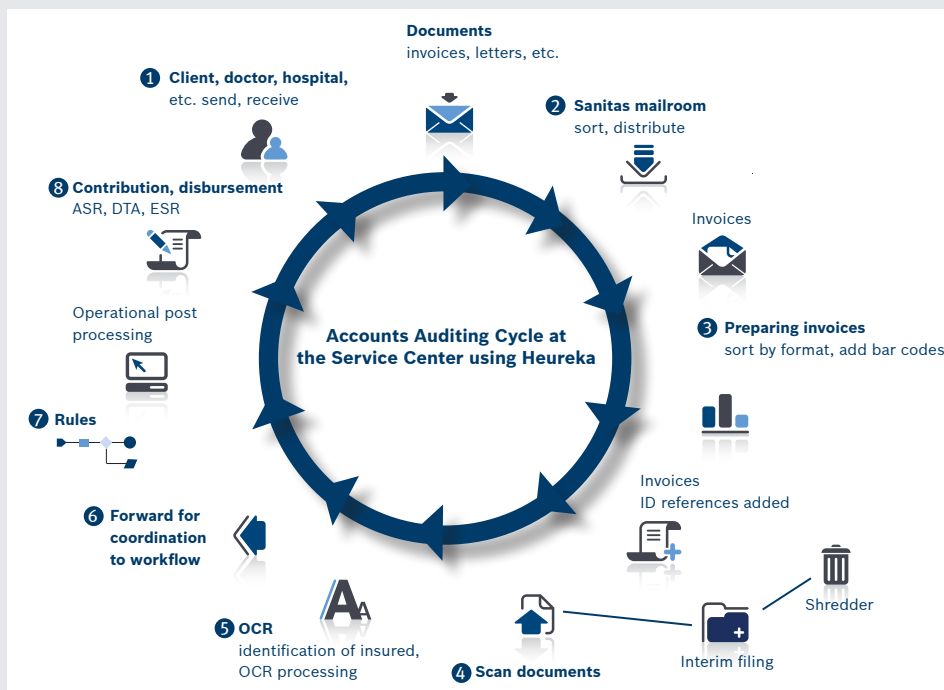 Documents
invoices, letters, etc.
1 Client, doctor, hospital,
etc. send, receive
2 Sanitas mailroom
sort, distribute
Invoices
3 Preparing invoices
sort by format, add bar codes
Invoices
ID references added
4 Scan documents
Interim filing
Shredder
5 OCR
identification of insured,
OCR processing
6 Forward for
coordination
to workflow
7 Rules
Operational post
processing
8 Contribution, disbursement
ASR, DTA, ESR
Accounts Auditing Cycle at
the Service Center using Heureka